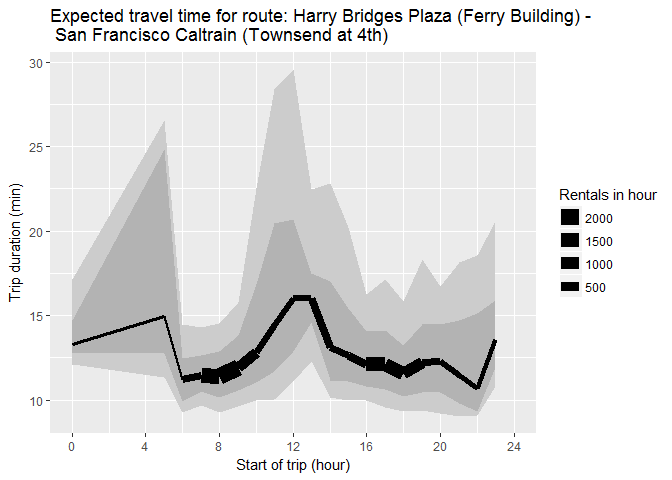 Expected travel time for route: Harry Bridges Plaza (Ferry Building) -
San Francisco Caltrain (Townsend at 4th)
30
25
20
15
10
Trip duration (min)
0 4 8 12 16 20 24
Start of trip (hour)
Rentals in hour
2000
1500
1000
500